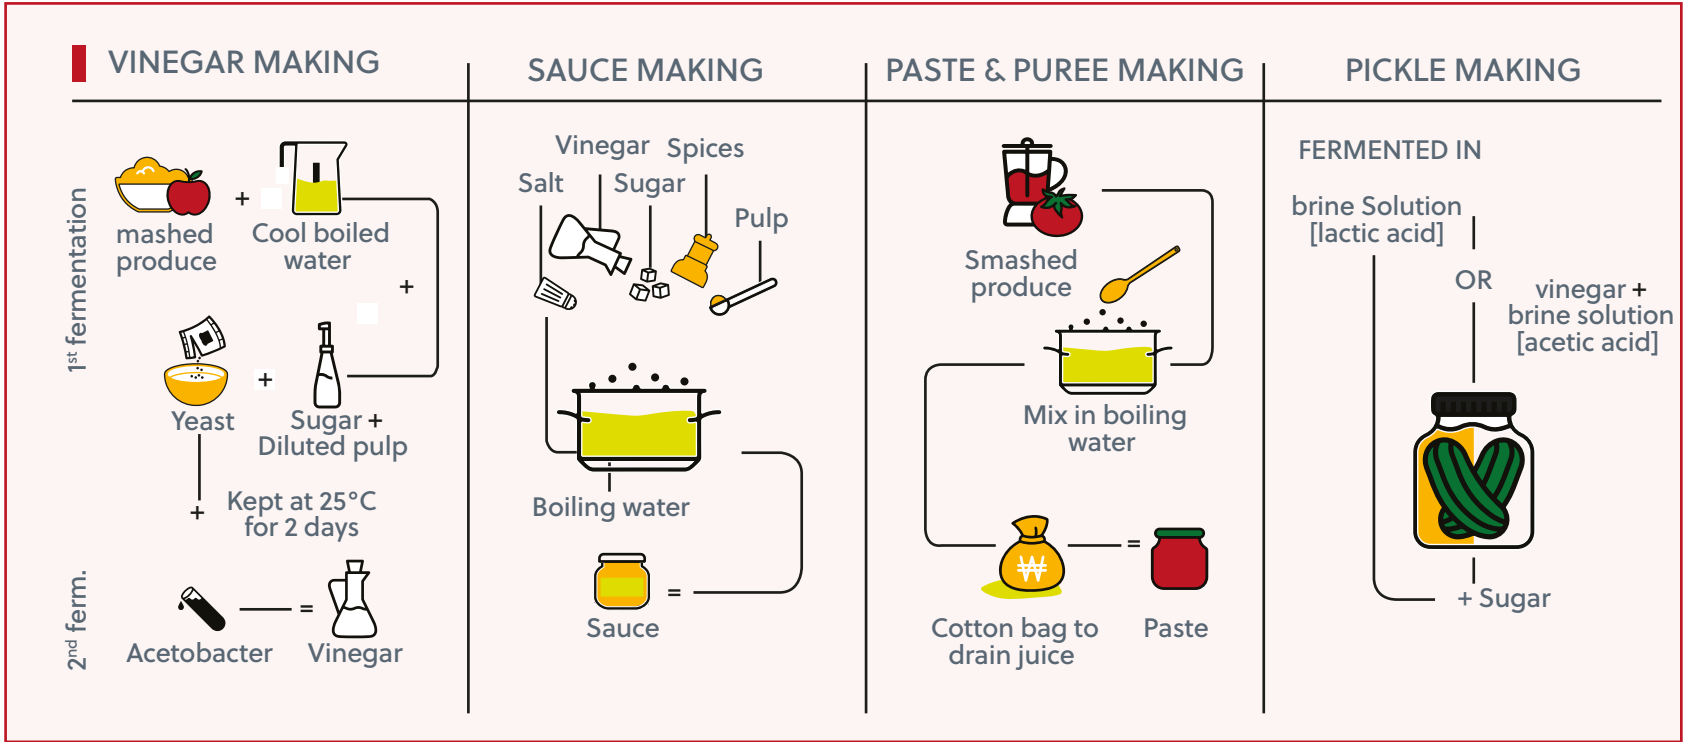 VINEGAR MAKING
1st fermentation
mashed
produce
+
Cool boiled
water
+
Yeast
+
Sugar +
Diluted pulp
+
Kept at 25°C
for 2 days
2nd ferm.
Acetobacter
=
Vinegar
SAUCE MAKING
Vinegar
Spices
Salt
Sugar
Pulp
Boiling water
=
Sauce
PASTE & PUREE MAKING
Smashed
produce
Mix in boiling
water
₩
=
Cotton bag to
drain juice
Paste
PICKLE MAKING
FERMENTED IN
brine Solution
[lactic acid]
OR
vinegar +
brine solution
[acetic acid]
+ Sugar